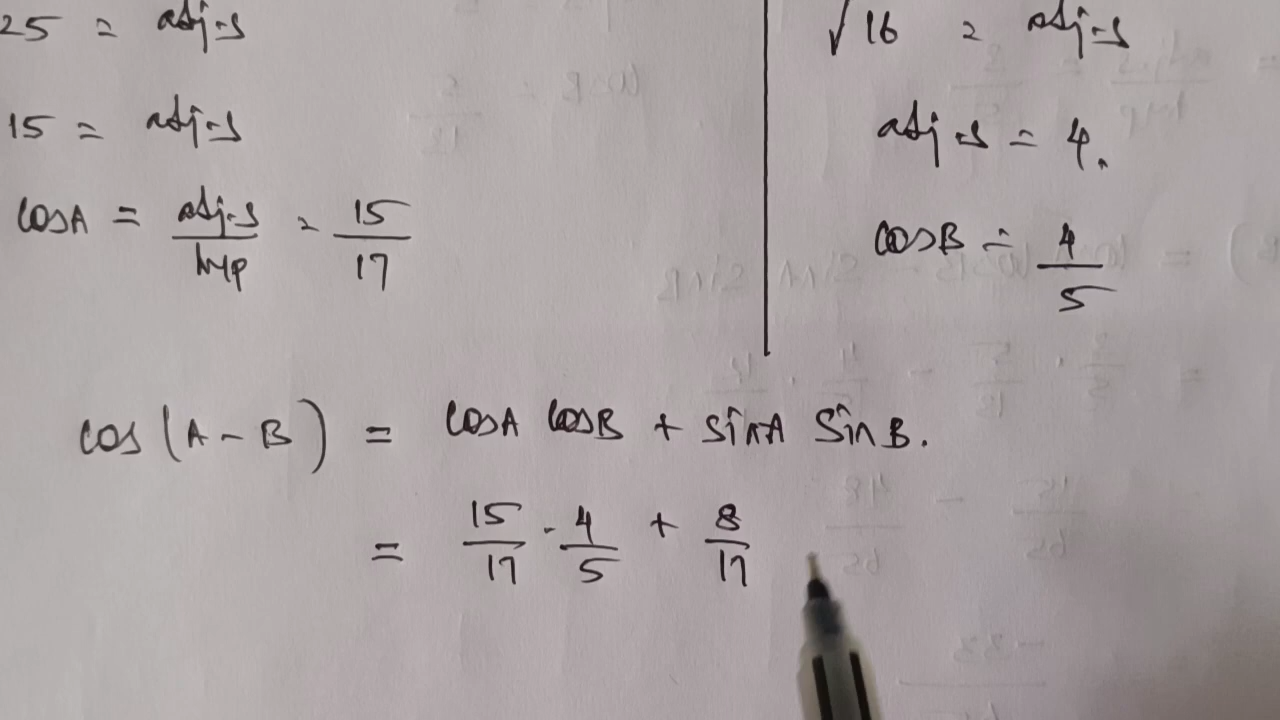 25 = adj-s
15 = adj-s
cosA = adj-s/hyp = 15/17
√16 = adj-s
adj-s = 4.
cosB = 4/5
cos(A-B) = cosA cosB + sinA sinB.
= 15/17 · 4/5 + 8/17